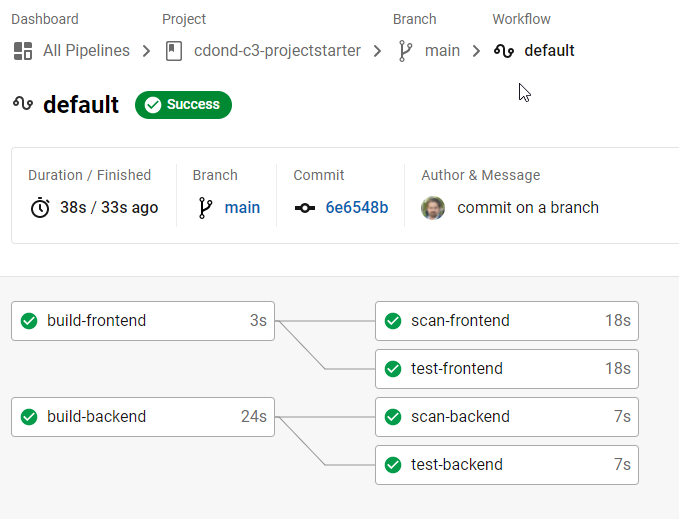 Dashboard Project Branch Workflow
All Pipelines cdond-c3-projectstarter main default
default Success
Duration / Finished Branch Commit Author & Message
38s / 33s ago main 6e6548b commit on a branch
build-frontend 3s scan-frontend 18s
test-frontend 18s
build-backend 24s scan-backend 7s
test-backend 7s